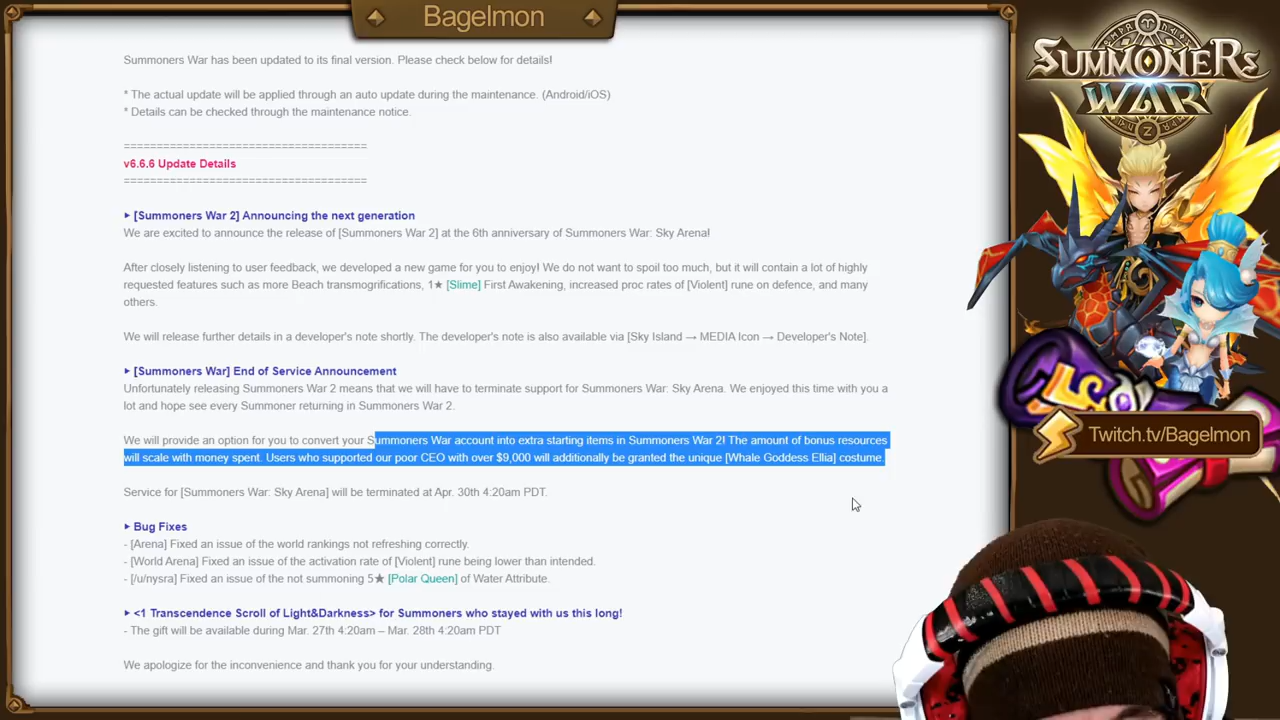 Bagelmon
SUMMONERS
WAR
Summoners War has been updated to its final version. Please check below for details!
* The actual update will be applied through an auto update during the maintenance. (Android/iOS)
* Details can be checked through the maintenance notice.
====================================
v6.6.6 Update Details
====================================
▸ [Summoners War 2] Announcing the next generation
We are excited to announce the release of [Summoners War 2] at the 6th anniversary of Summoners War: Sky Arena!
After closely listening to user feedback, we developed a new game for you to enjoy! We do not want to spoil too much, but it will contain a lot of highly
requested features such as more Beach transmogrifications, 1★ [Slime] First Awakening, increased proc rates of [Violent] rune on defence, and many
others.
We will release further details in a developer's note shortly. The developer's note is also available via [Sky Island → MEDIA Icon → Developer's Note].
▸ [Summoners War] End of Service Announcement
Unfortunately releasing Summoners War 2 means that we will have to terminate support for Summoners War: Sky Arena. We enjoyed this time with you a
lot and hope see every Summoner returning in Summoners War 2.
We will provide an option for you to convert your Summoners War account into extra starting items in Summoners War 2! The amount of bonus resources
will scale with money spent. Users who supported our poor CEO with over $9,000 will additionally be granted the unique [Whale Goddess Ellia] costume.
Twitch.tv/Bagelmon
Service for [Summoners War: Sky Arena] will be terminated at Apr. 30th 4:20am PDT.
▸ Bug Fixes
- [Arena] Fixed an issue of the world rankings not refreshing correctly.
- [World Arena] Fixed an issue of the activation rate of [Violent] rune being lower than intended.
- [/u/nysra] Fixed an issue of the not summoning 5★ [Polar Queen] of Water Attribute.
▸ <1 Transcendence Scroll of Light&Darkness> for Summoners who stayed with us this long!
- The gift will be available during Mar. 27th 4:20am – Mar. 28th 4:20am PDT
We apologize for the inconvenience and thank you for your understanding.